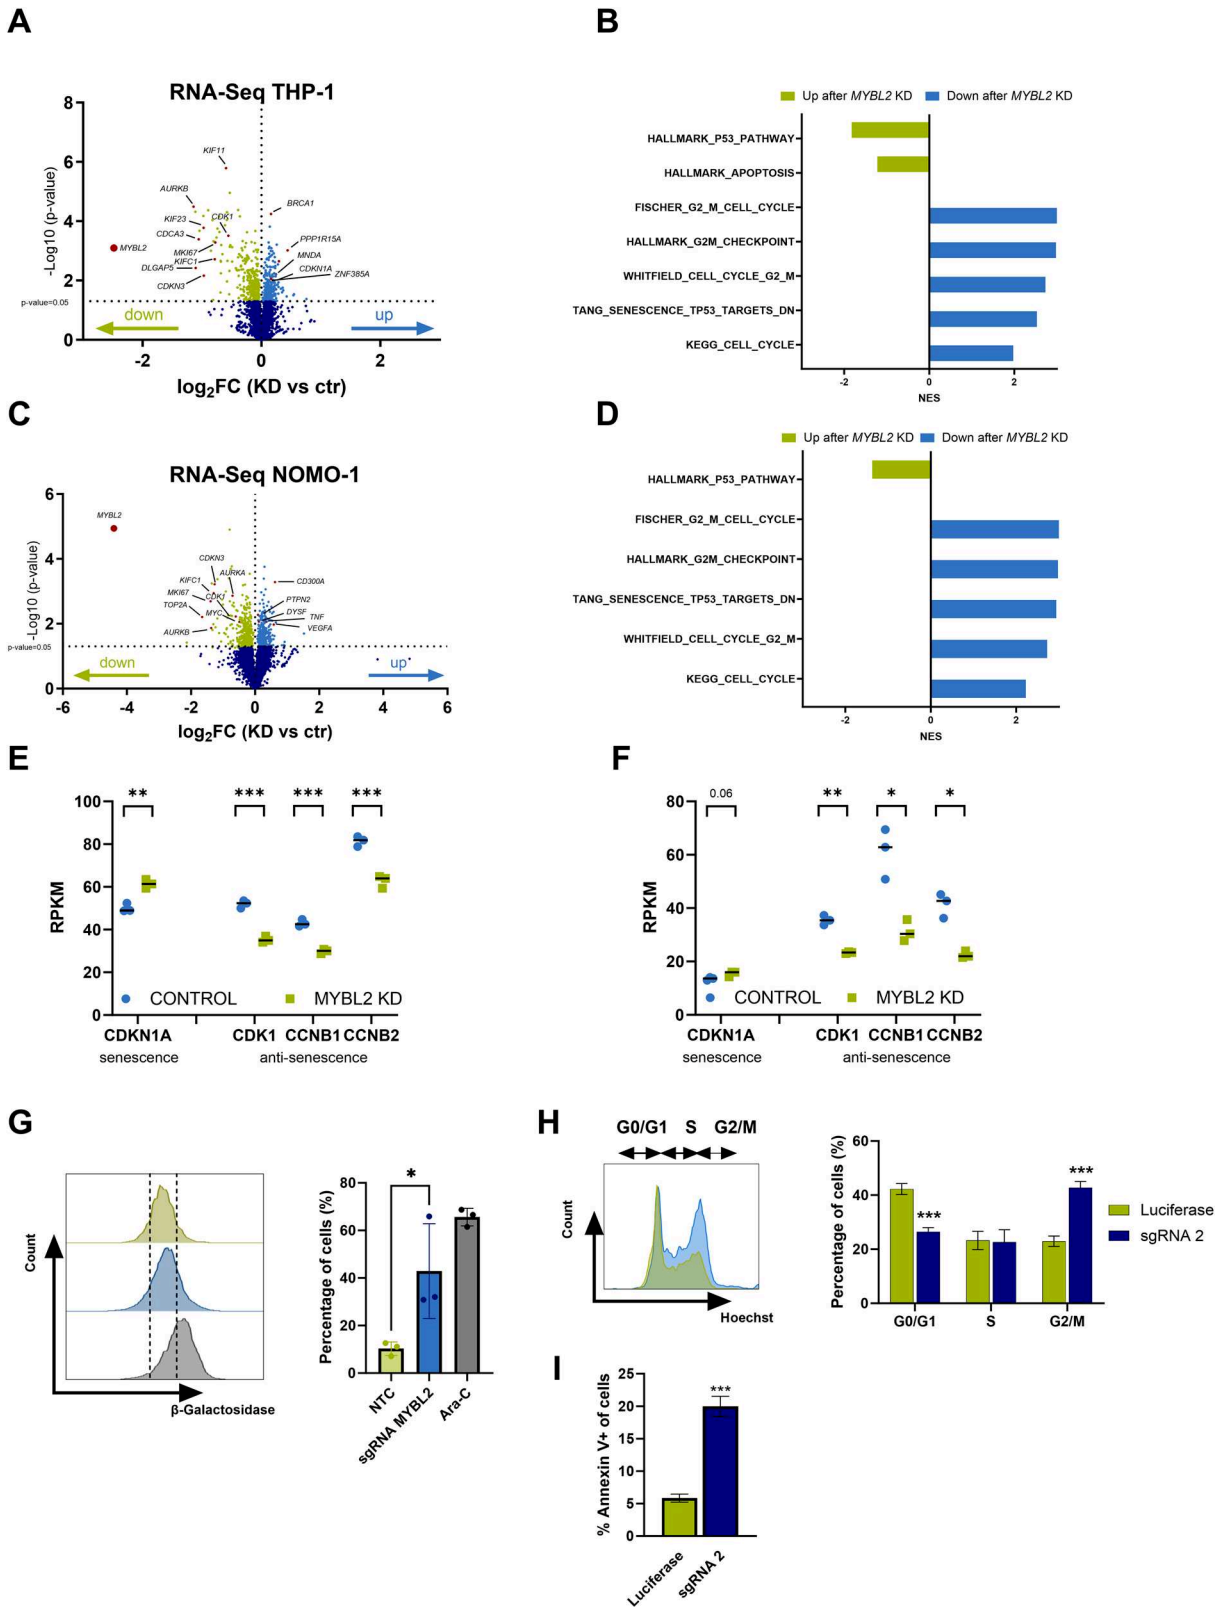 A
RNA-Seq THP-1
8
6
4
2
0
-Log10 (p-value)
p-value=0.05
KIF11
AURKB
KIF23
CDK1
CDCA3
MYBL2
MKI67
KIFC1
DLGAP5
CDKN3
BRCA1
PPP1R15A
MNDA
CDKN1A
ZNF385A
down
up
-2
0
2
log2FC (KD vs ctr)
B
Up after MYBL2 KD
Down after MYBL2 KD
HALLMARK_P53_PATHWAY
HALLMARK_APOPTOSIS
FISCHER_G2_M_CELL_CYCLE
HALLMARK_G2M_CHECKPOINT
WHITFIELD_CELL_CYCLE_G2_M
TANG_SENESCENCE_TP53_TARGETS_DN
KEGG_CELL_CYCLE
-2
0
2
NES
C
RNA-Seq NOMO-1
6
4
2
0
-Log10 (p-value)
p-value=0.05
MYBL2
CDKN3
KIFC1
AURKA
MKI67
CDK1
TOP2A
MYC
AURKB
CD300A
PTPN2
DYSF
TNF
VEGFA
down
up
-6
-4
-2
0
2
4
6
log2FC (KD vs ctr)
D
Up after MYBL2 KD
Down after MYBL2 KD
HALLMARK_P53_PATHWAY
FISCHER_G2_M_CELL_CYCLE
HALLMARK_G2M_CHECKPOINT
TANG_SENESCENCE_TP53_TARGETS_DN
WHITFIELD_CELL_CYCLE_G2_M
KEGG_CELL_CYCLE
-2
0
2
NES
E
** *** *** ***
100
80
60
40
20
0
RPKM
CONTROL
MYBL2 KD
CDKN1A
CDK1
CCNB1
CCNB2
senescence
anti-senescence
F
0.06 ** * *
80
60
40
20
0
RPKM
CONTROL
MYBL2 KD
CDKN1A
CDK1
CCNB1
CCNB2
senescence
anti-senescence
G
Count
β-Galactosidase
*
80
60
40
20
0
Percentage of cells (%)
NTC
sgRNA MYBL2
Ara-C
H
G0/G1
S
G2/M
Count
Hoechst
60
40
20
0
Percentage of cells (%)
***
***
G0/G1
S
G2/M
Luciferase
sgRNA 2
I
25
20
15
10
5
0
% Annexin V+ of cells
***
Luciferase
sgRNA 2